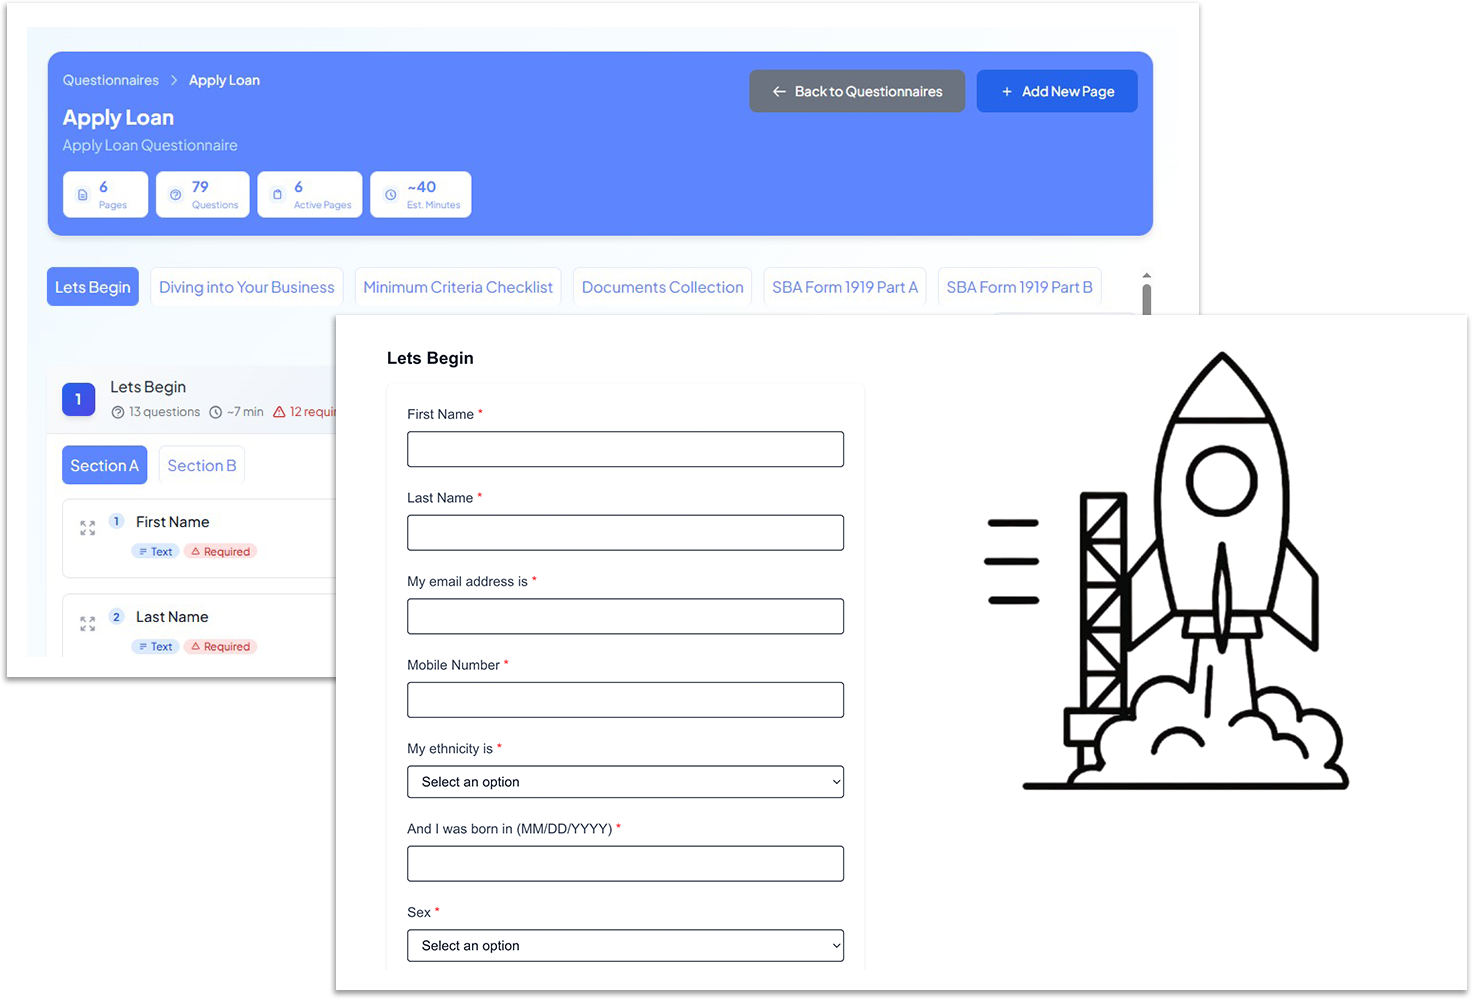 Questionnaires > Apply Loan
← Back to Questionnaires
+ Add New Page
Apply Loan
Apply Loan Questionnaire
6
Pages
79
Questions
6
Active Pages
~40
Est. Minutes
Lets Begin
Diving into Your Business
Minimum Criteria Checklist
Documents Collection
SBA Form 1919 Part A
SBA Form 1919 Part B
1
Lets Begin
13 questions ~7 min 12 requir
Section A
Section B
1 First Name
Text Required
2 Last Name
Text Required
Lets Begin
First Name *
Last Name *
My email address is *
Mobile Number *
My ethnicity is *
Select an option
And I was born in (MM/DD/YYYY) *
Sex *
Select an option